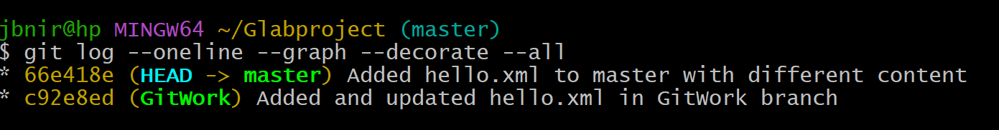 jbnir@hp MINGW64 ~/Glabproject (master)
$ git log --oneline --graph --decorate --all
* 66e418e (HEAD -> master) Added hello.xml to master with different content
* c92e8ed (GitWork) Added and updated hello.xml in GitWork branch